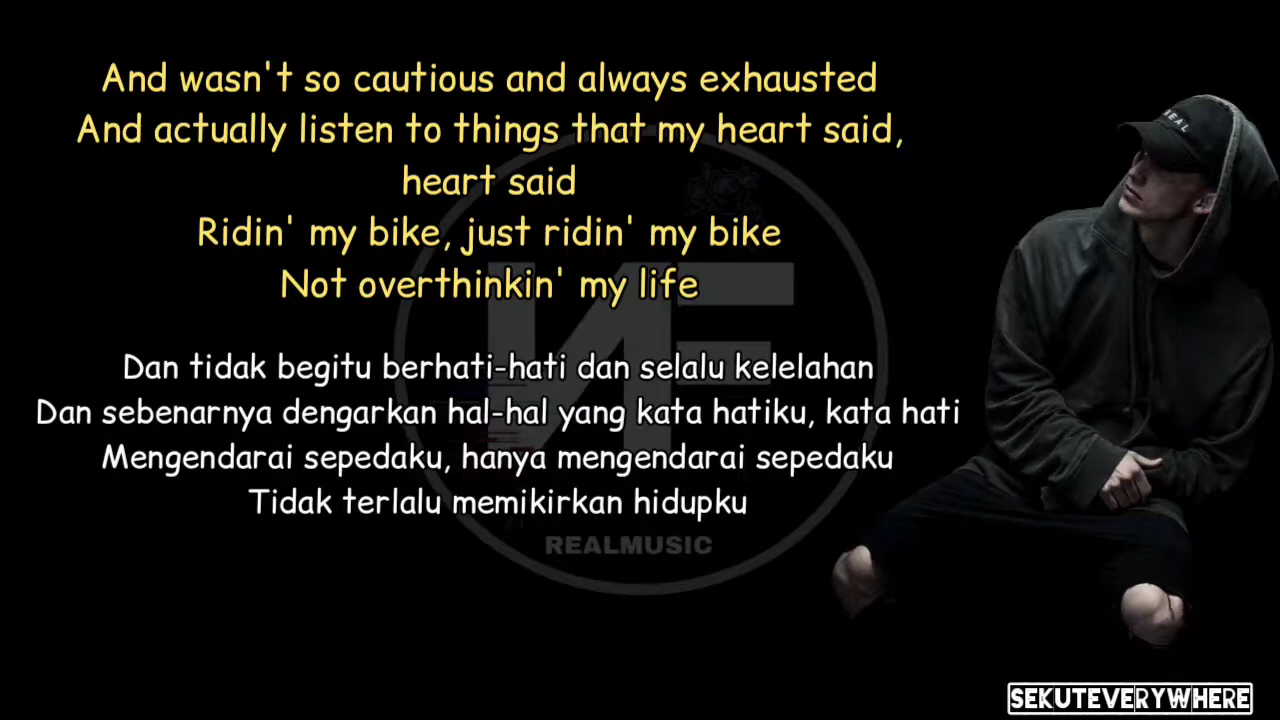 And wasn't so cautious and always exhausted
And actually listen to things that my heart said,
heart said
Ridin' my bike, just ridin' my bike
Not overthinkin' my life
Dan tidak begitu berhati-hati dan selalu kelelahan
Dan sebenarnya dengarkan hal-hal yang kata hatiku, kata hati
Mengendarai sepedaku, hanya mengendarai sepedaku
Tidak terlalu memikirkan hidupku
NF
REALMUSIC
REAL
SEKUTEVERYWHERE